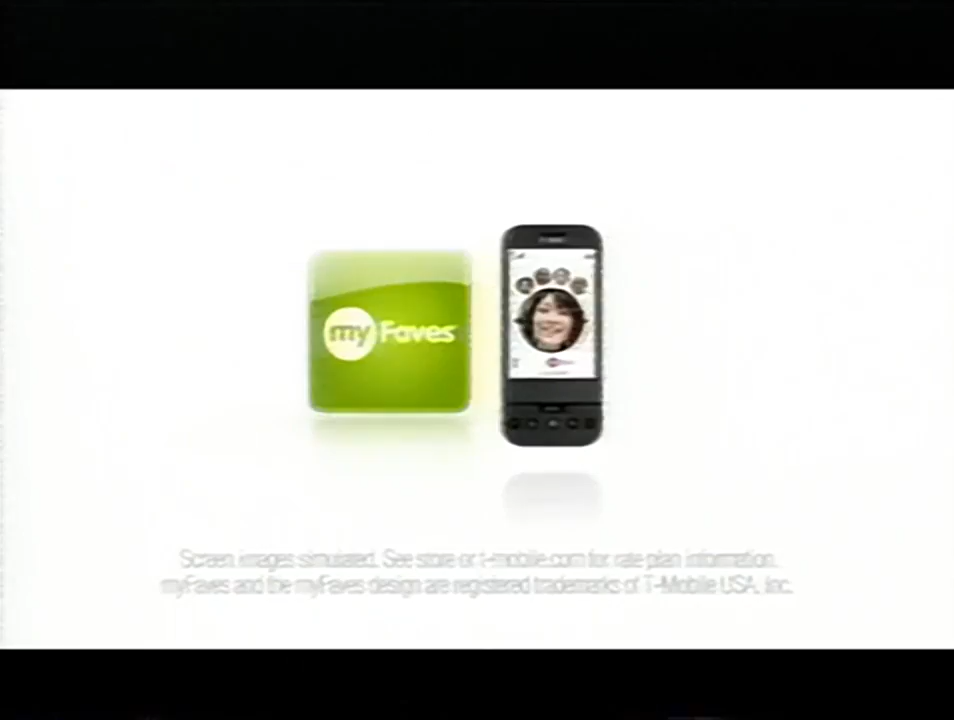 myFaves
Screen images simulated. See store or t-mobile.com for rate plan information.
myFaves and the myFaves design are registered trademarks of T-Mobile USA, Inc.